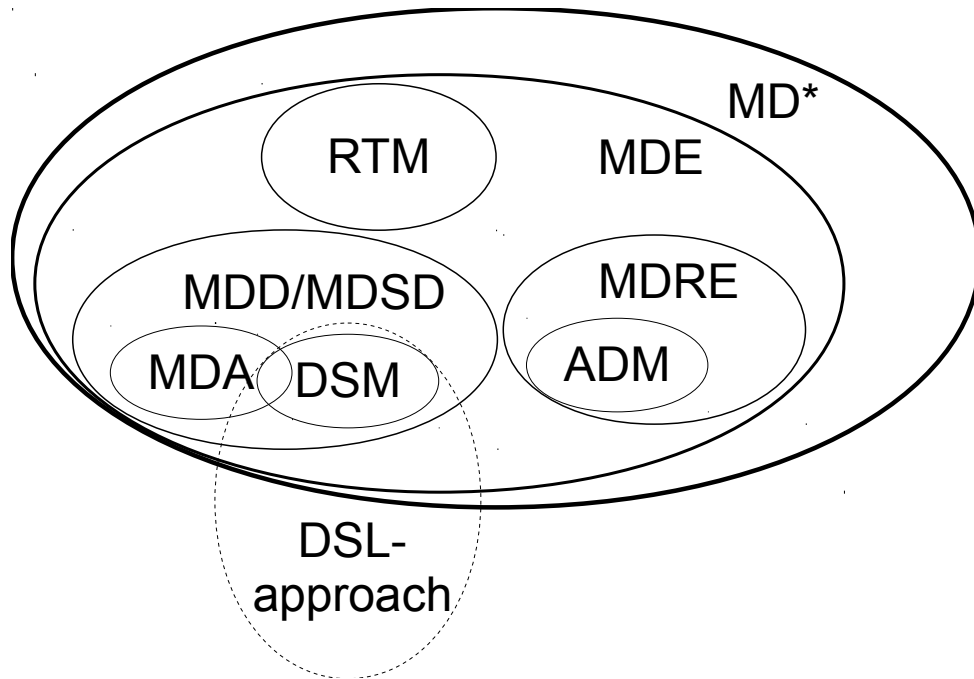 MD*
RTM
MDE
MDD/MDSD
MDRE
MDA
DSM
ADM
DSL-
approach